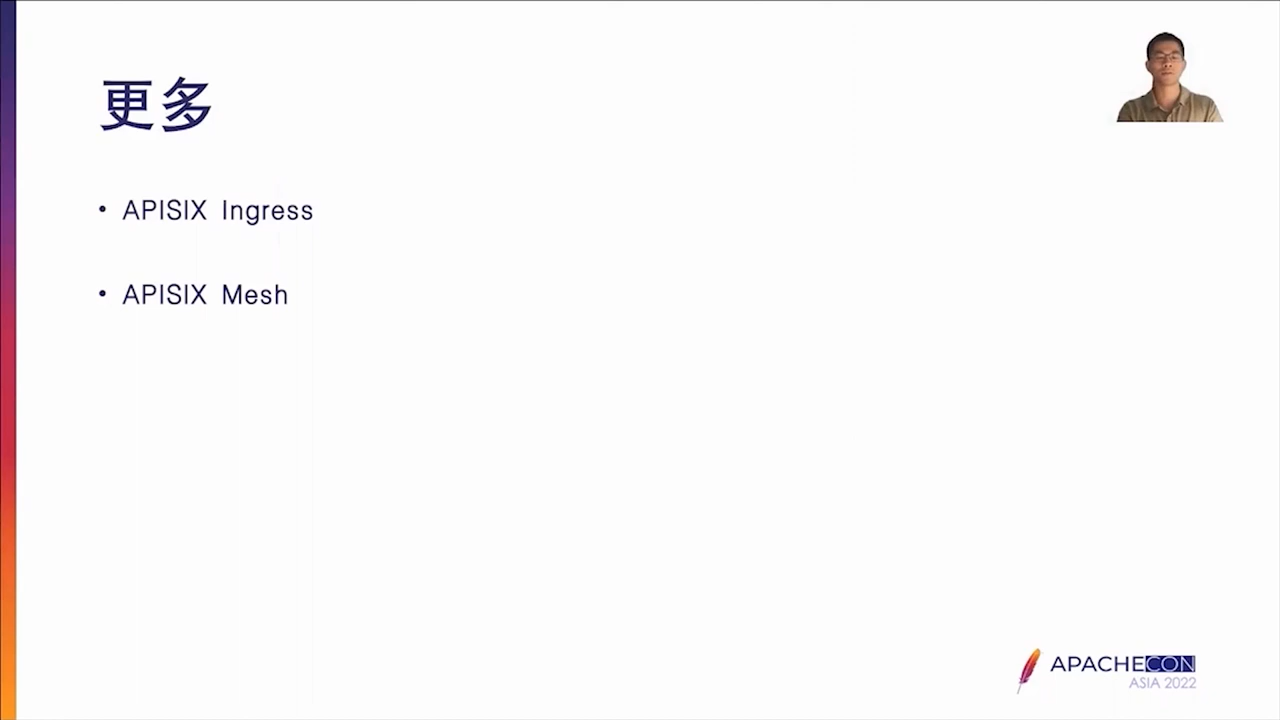 更多
• APISIX Ingress
• APISIX Mesh
APACHECON
ASIA 2022